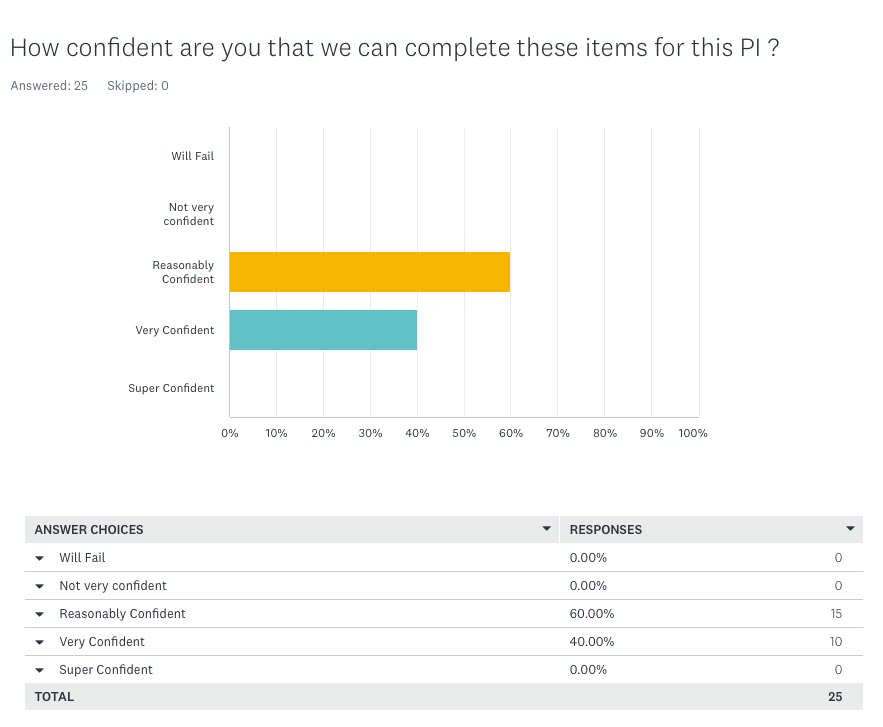 How confident are you that we can complete these items for this PI ?
Answered: 25 Skipped: 0
Will Fail
Not very
confident
Reasonably
Confident
Very Confident
Super Confident
0% 10% 20% 30% 40% 50% 60% 70% 80% 90% 100%
ANSWER CHOICES RESPONSES
Will Fail 0.00% 0
Not very confident 0.00% 0
Reasonably Confident 60.00% 15
Very Confident 40.00% 10
Super Confident 0.00% 0
TOTAL 25